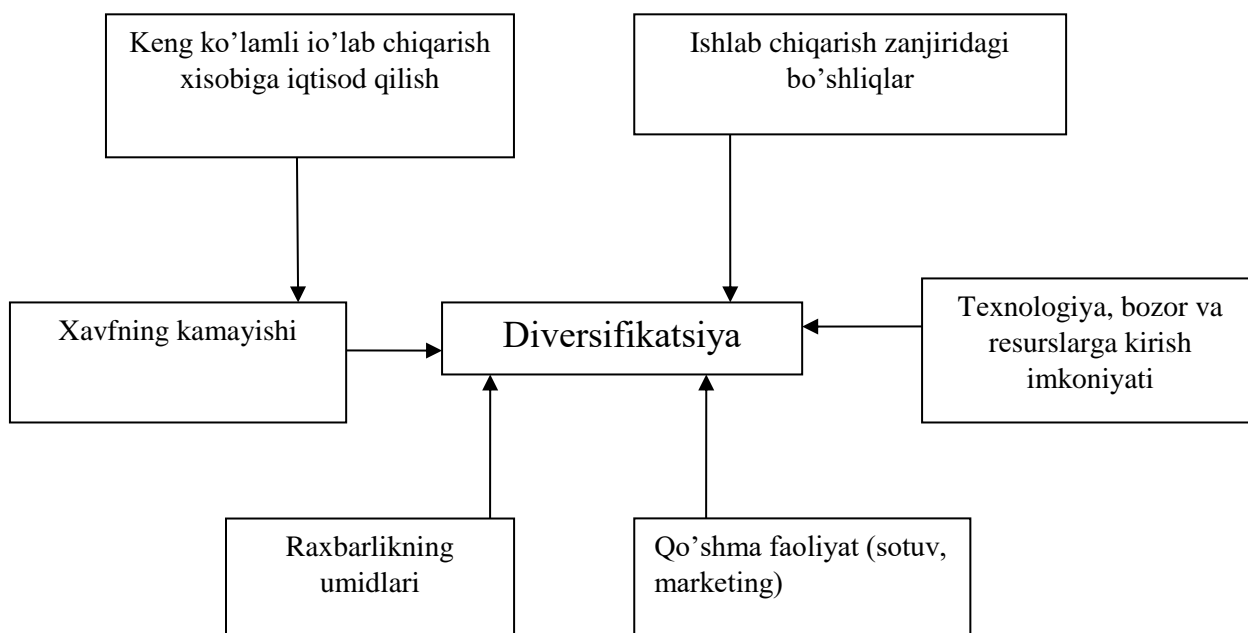 Keng ko’lamli io’lab chiqarish
xisobiga iqtisod qilish
Ishlab chiqarish zanjiridagi
bo’shliqlar
Xavfning kamayishi
Diversifikatsiya
Texnologiya, bozor va
resurslarga kirish
imkoniyati
Raxbarlikning
umidlari
Qo’shma faoliyat (sotuv,
marketing)